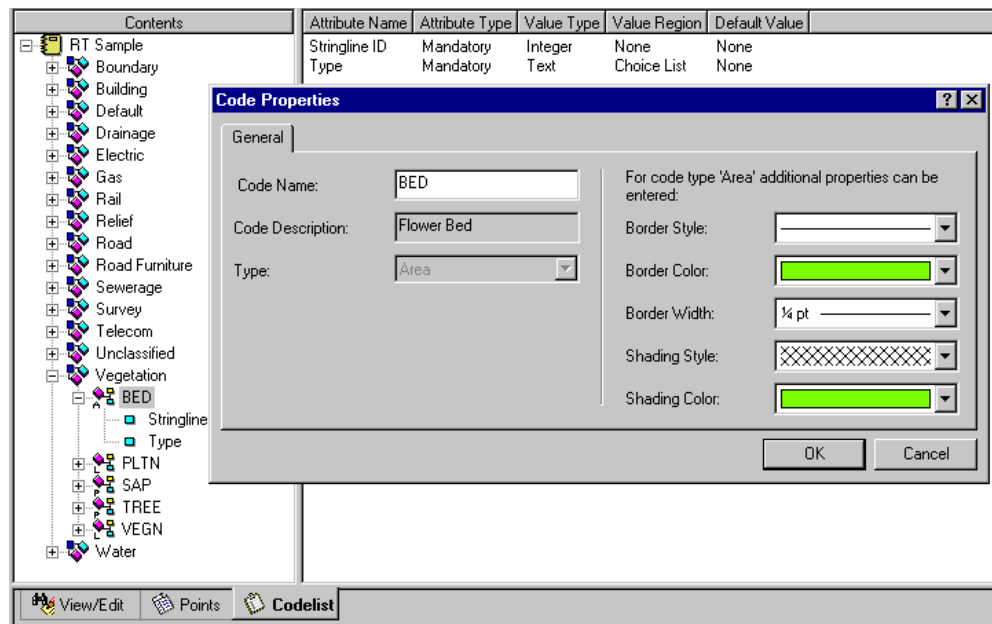 Contents
Attribute Name Attribute Type Value Type Value Region Default Value
RT Sample
Stringline ID Mandatory Integer None None
Boundary
Type Mandatory Text Choice List None
Building
Default
Drainage
Electric
Gas
Rail
Relief
Road
Road Furniture
Sewerage
Survey
Telecom
Unclassified
Vegetation
A BED
Stringline
Type
L PLTN
P SAP
P TREE
L VEGN
Water
Code Properties
General
Code Name: BED
Code Description: Flower Bed
Type: Area
For code type 'Area' additional properties can be
entered:
Border Style:
Border Color:
Border Width: ¼ pt
Shading Style:
Shading Color:
OK Cancel
View/Edit Points Codelist